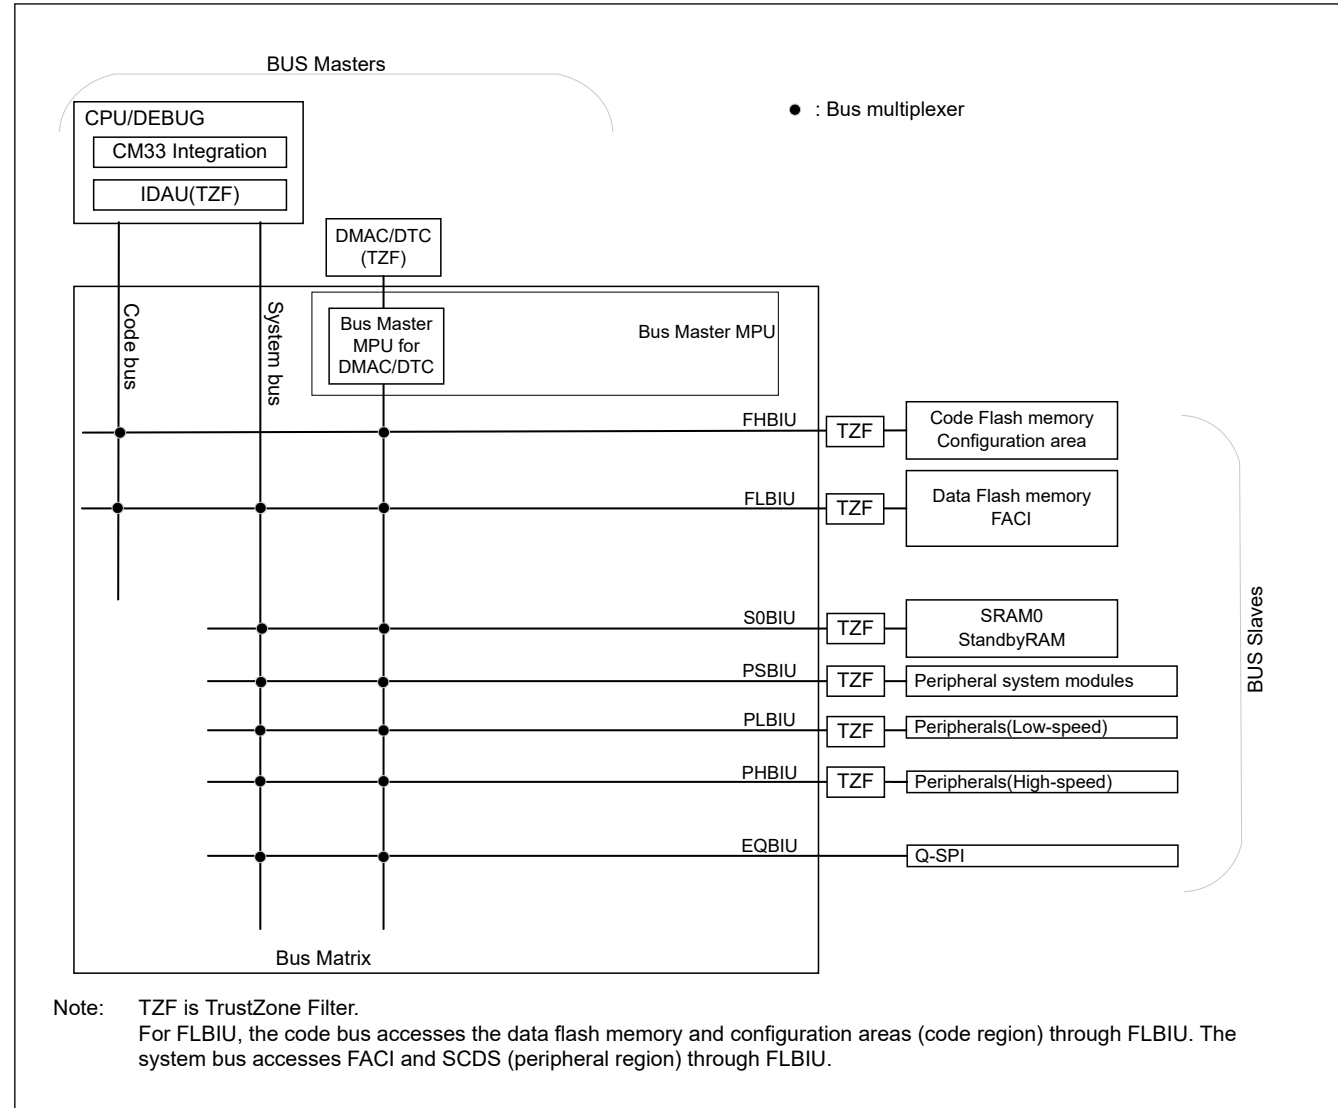 BUS Masters
● : Bus multiplexer
CPU/DEBUG
CM33 Integration
IDAU(TZF)
DMAC/DTC
(TZF)
Code bus
System bus
Bus Master
MPU for
DMAC/DTC
Bus Master MPU
FHBIU
TZF
Code Flash memory
Configuration area
FLBIU
TZF
Data Flash memory
FACI
S0BIU
TZF
SRAM0
StandbyRAM
PSBIU
TZF
Peripheral system modules
PLBIU
TZF
Peripherals(Low-speed)
PHBIU
TZF
Peripherals(High-speed)
EQBIU
Q-SPI
BUS Slaves
Bus Matrix
Note: TZF is TrustZone Filter.
For FLBIU, the code bus accesses the data flash memory and configuration areas (code region) through FLBIU. The
system bus accesses FACI and SCDS (peripheral region) through FLBIU.